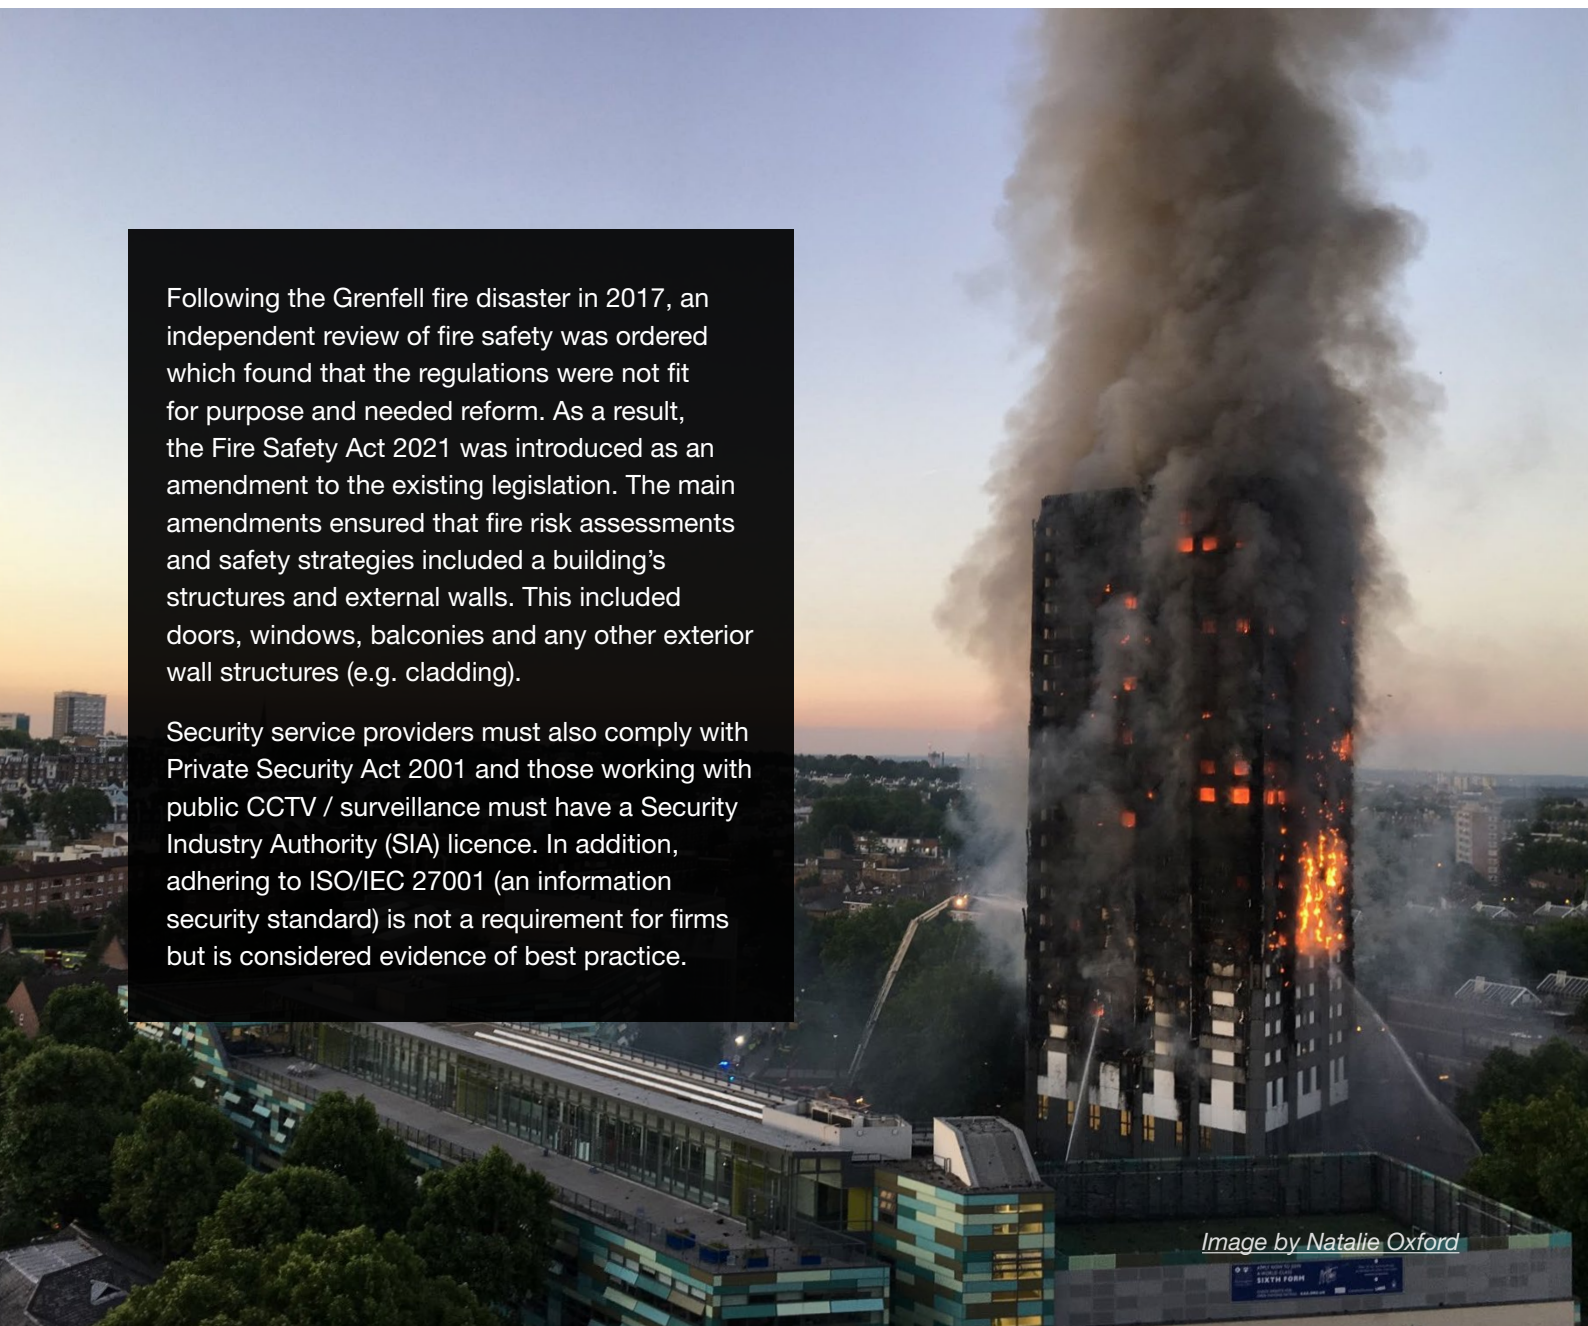 Following the Grenfell fire disaster in 2017, an
independent review of fire safety was ordered
which found that the regulations were not fit
for purpose and needed reform. As a result,
the Fire Safety Act 2021 was introduced as an
amendment to the existing legislation. The main
amendments ensured that fire risk assessments
and safety strategies included a building’s
structures and external walls. This included
doors, windows, balconies and any other exterior
wall structures (e.g. cladding).
Security service providers must also comply with
Private Security Act 2001 and those working with
public CCTV / surveillance must have a Security
Industry Authority (SIA) licence. In addition,
adhering to ISO/IEC 27001 (an information
security standard) is not a requirement for firms
but is considered evidence of best practice.
Image by Natalie Oxford
SIXTH FORM